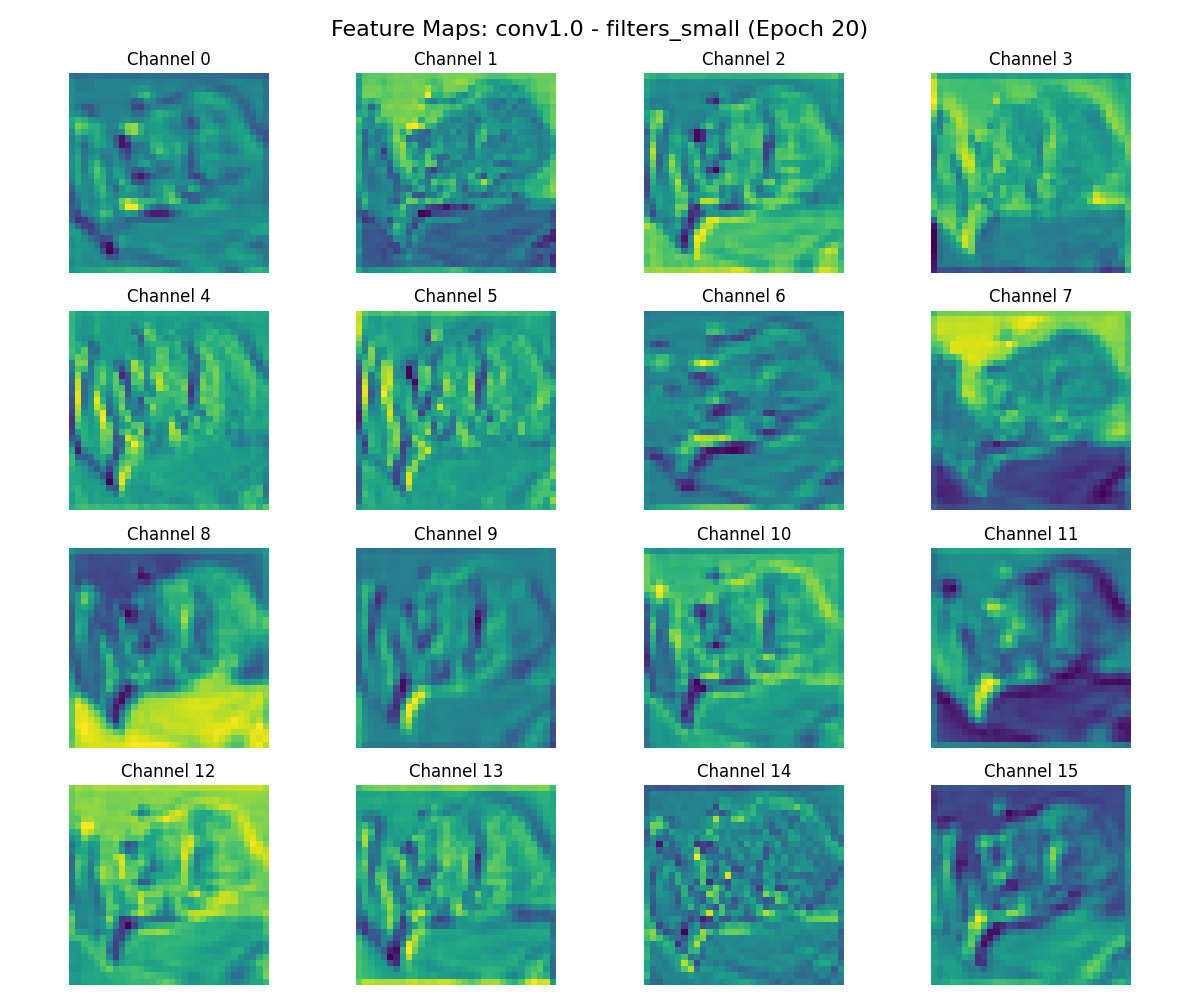 Feature Maps: conv1.0 - filters_small (Epoch 20)
Channel 0
Channel 1
Channel 2
Channel 3
Channel 4
Channel 5
Channel 6
Channel 7
Channel 8
Channel 9
Channel 10
Channel 11
Channel 12
Channel 13
Channel 14
Channel 15